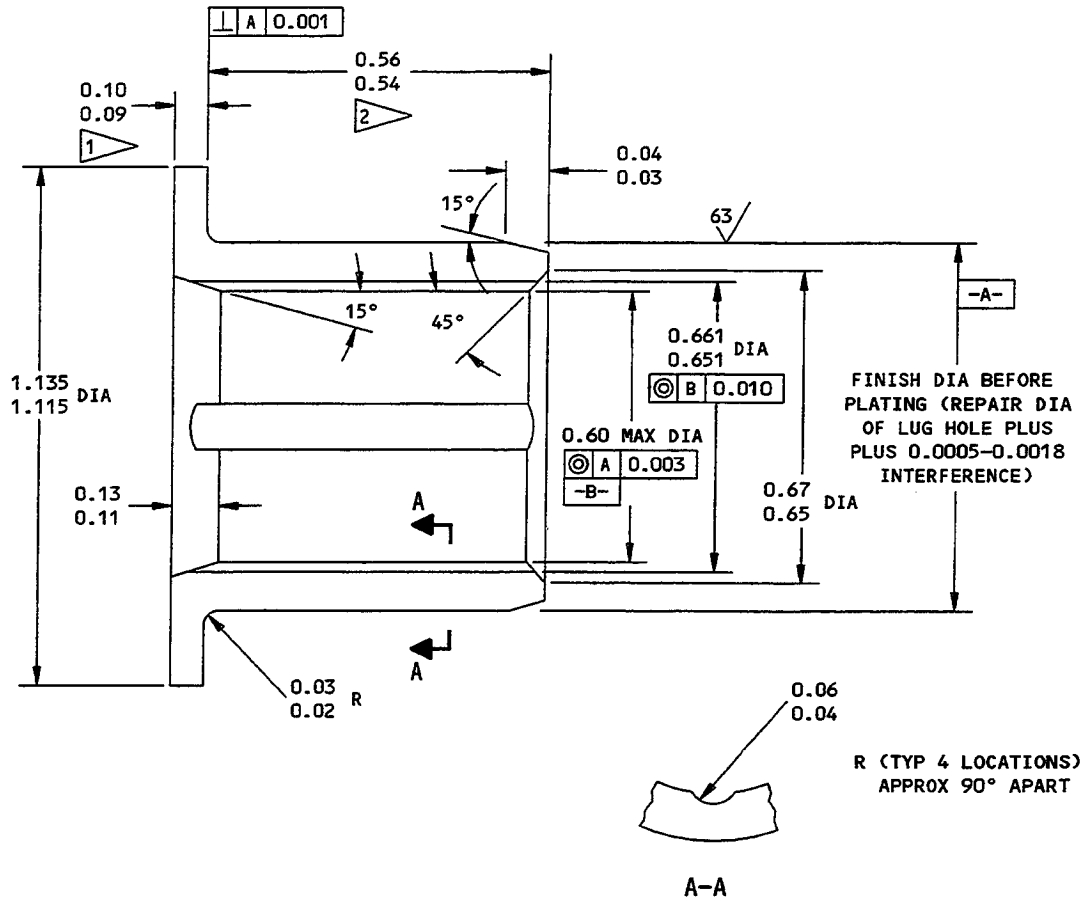 ⊥ A 0.001
0.56
0.54
2
0.10
0.09
1
0.04
0.03
15°
63
-A-
15°
45°
0.661
0.651 DIA
◎ B 0.010
1.135
1.115 DIA
FINISH DIA BEFORE
PLATING (REPAIR DIA
OF LUG HOLE PLUS
PLUS 0.0005-0.0018
INTERFERENCE)
0.60 MAX DIA
◎ A 0.003
-B-
0.13
0.11
A
0.67
0.65 DIA
A
0.03
0.02 R
0.06
0.04
R (TYP 4 LOCATIONS)
APPROX 90° APART
A-A